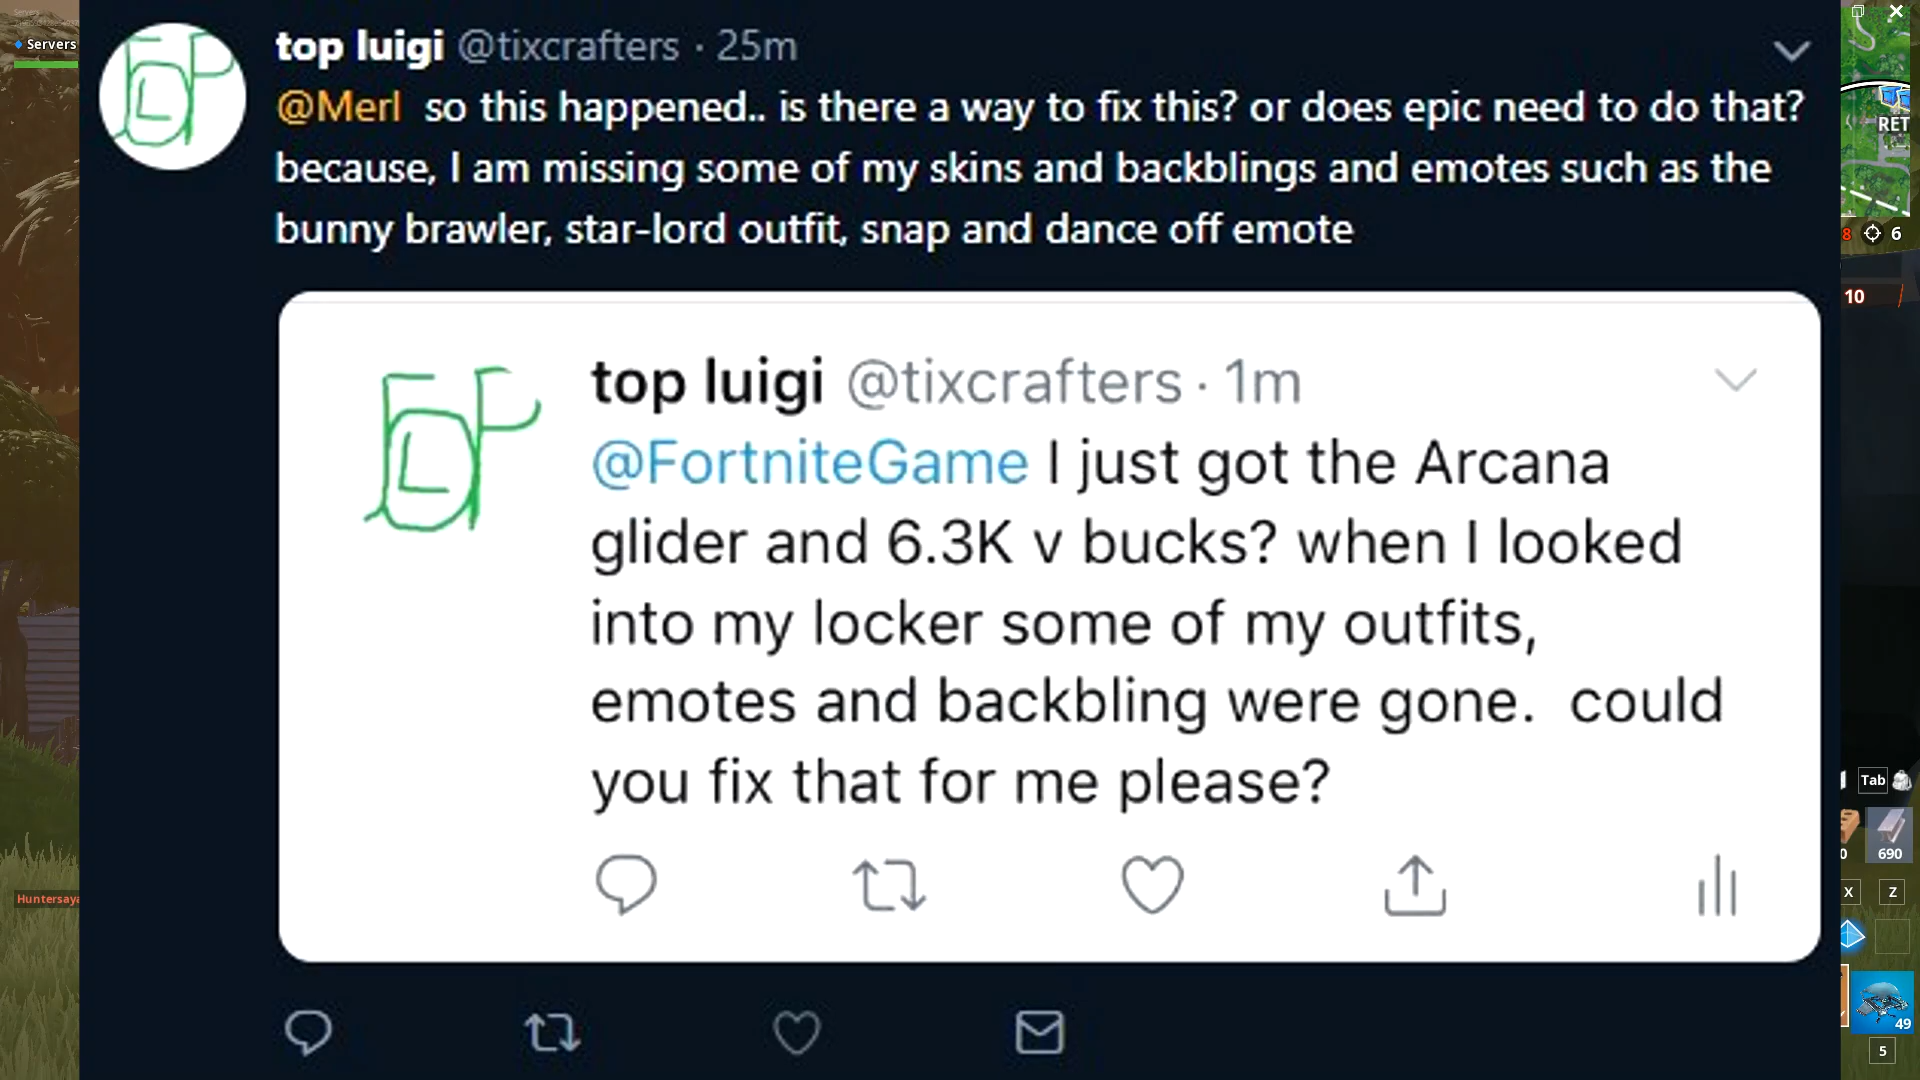 Servers
top luigi @tixcrafters · 25m
@Merl so this happened.. is there a way to fix this? or does epic need to do that?
because, I am missing some of my skins and backblings and emotes such as the
bunny brawler, star-lord outfit, snap and dance off emote
RET
8 6
10
top luigi @tixcrafters · 1m
@FortniteGame I just got the Arcana
glider and 6.3K v bucks? when I looked
into my locker some of my outfits,
emotes and backbling were gone. could
you fix that for me please?
Tab
0 690
X Z
Huntersaya
49
5